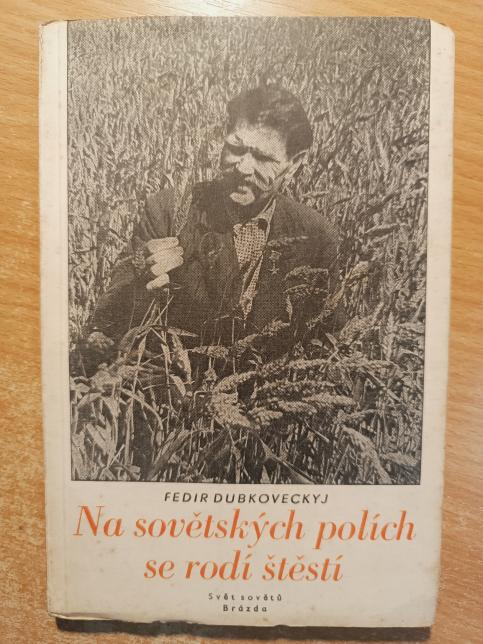 FEDIR DUBKOVECKYJ
Na sovětských polích
se rodí štěstí
Svět sovětů
Brázda